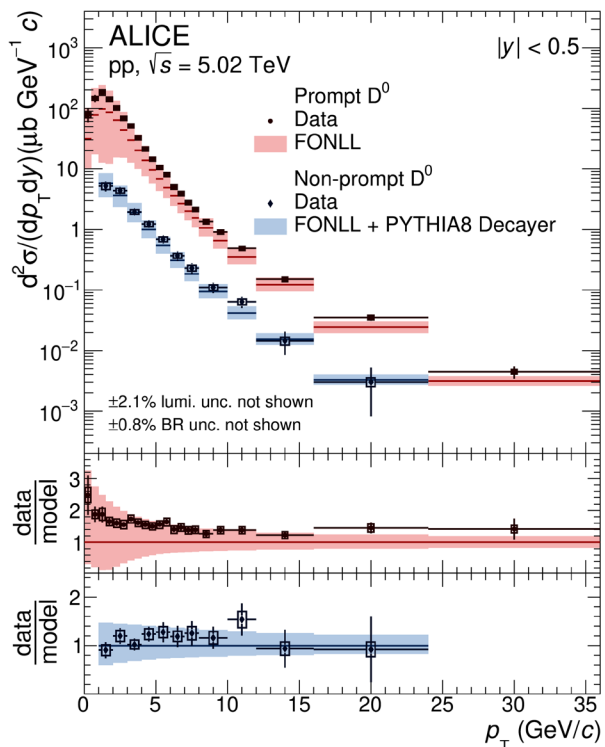 ALICE
pp, √s = 5.02 TeV
|y| < 0.5
Prompt D⁰
Data
FONLL
Non-prompt D⁰
Data
FONLL + PYTHIA8 Decayer
±2.1% lumi. unc. not shown
±0.8% BR unc. not shown
d²σ/(dp_T dy)(μb GeV⁻¹ c)
10³
10²
10
1
10⁻¹
10⁻²
10⁻³
data/model
3
2
1
data/model
2
1
0 5 10 15 20 25 30 35
p_T (GeV/c)